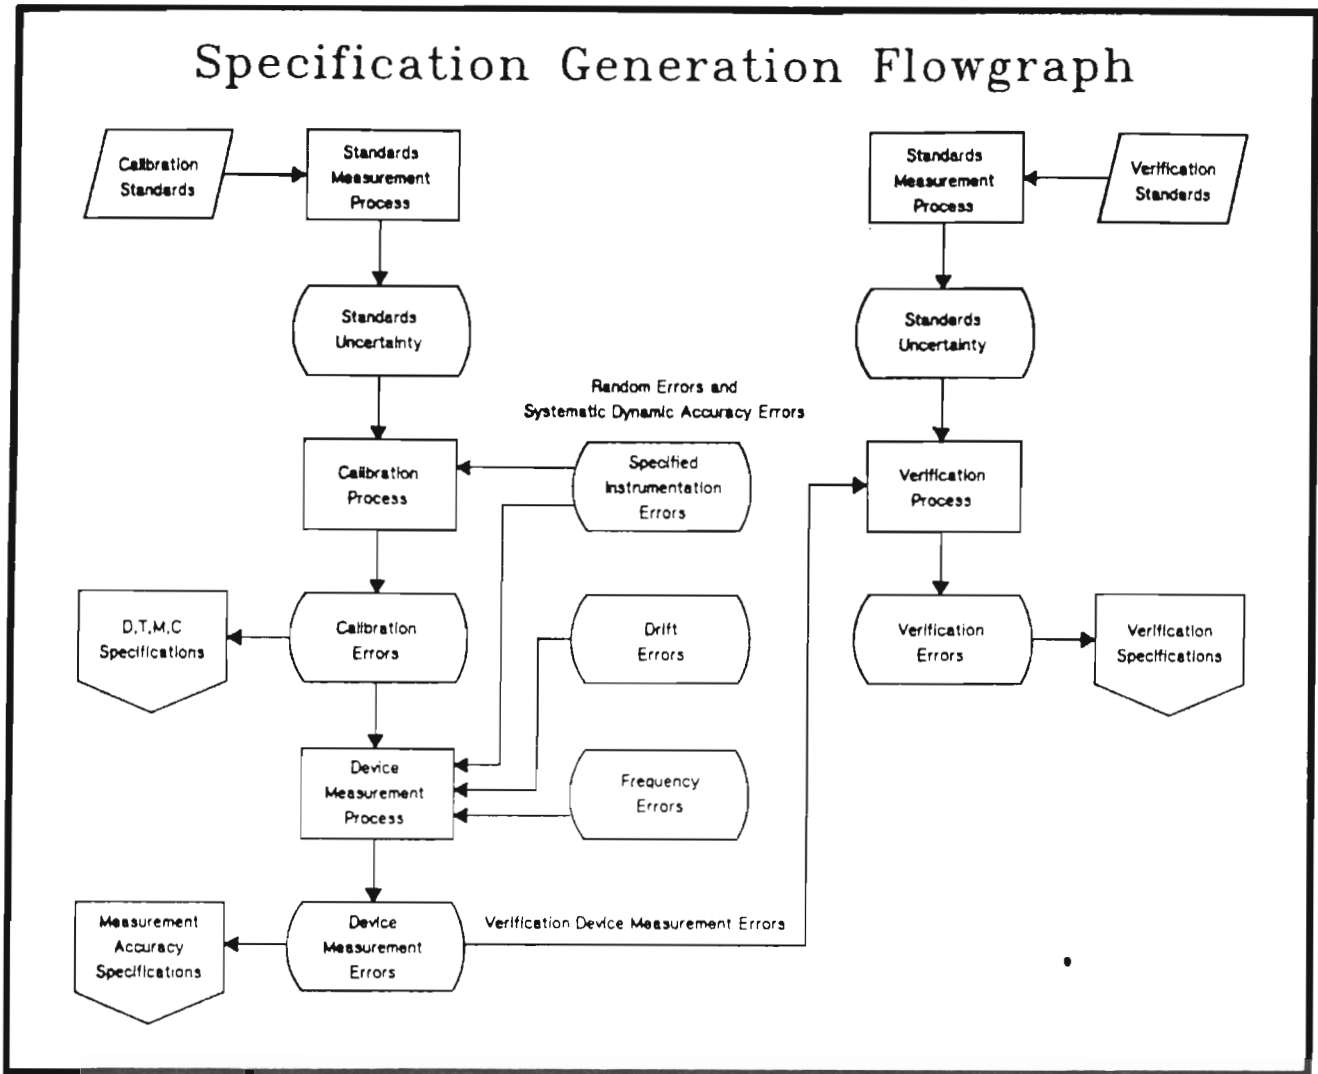 Specification Generation Flowgraph
Calibration
Standards
Standards
Measurement
Process
Standards
Measurement
Process
Verification
Standards
Standards
Uncertainty
Standards
Uncertainty
Random Errors and
Systematic Dynamic Accuracy Errors
Calibration
Process
Specified
Instrumentation
Errors
Verification
Process
D,T,M,C
Specifications
Calibration
Errors
Drift
Errors
Verification
Errors
Verification
Specifications
Device
Measurement
Process
Frequency
Errors
Measurement
Accuracy
Specifications
Device
Measurement
Errors
Verification Device Measurement Errors